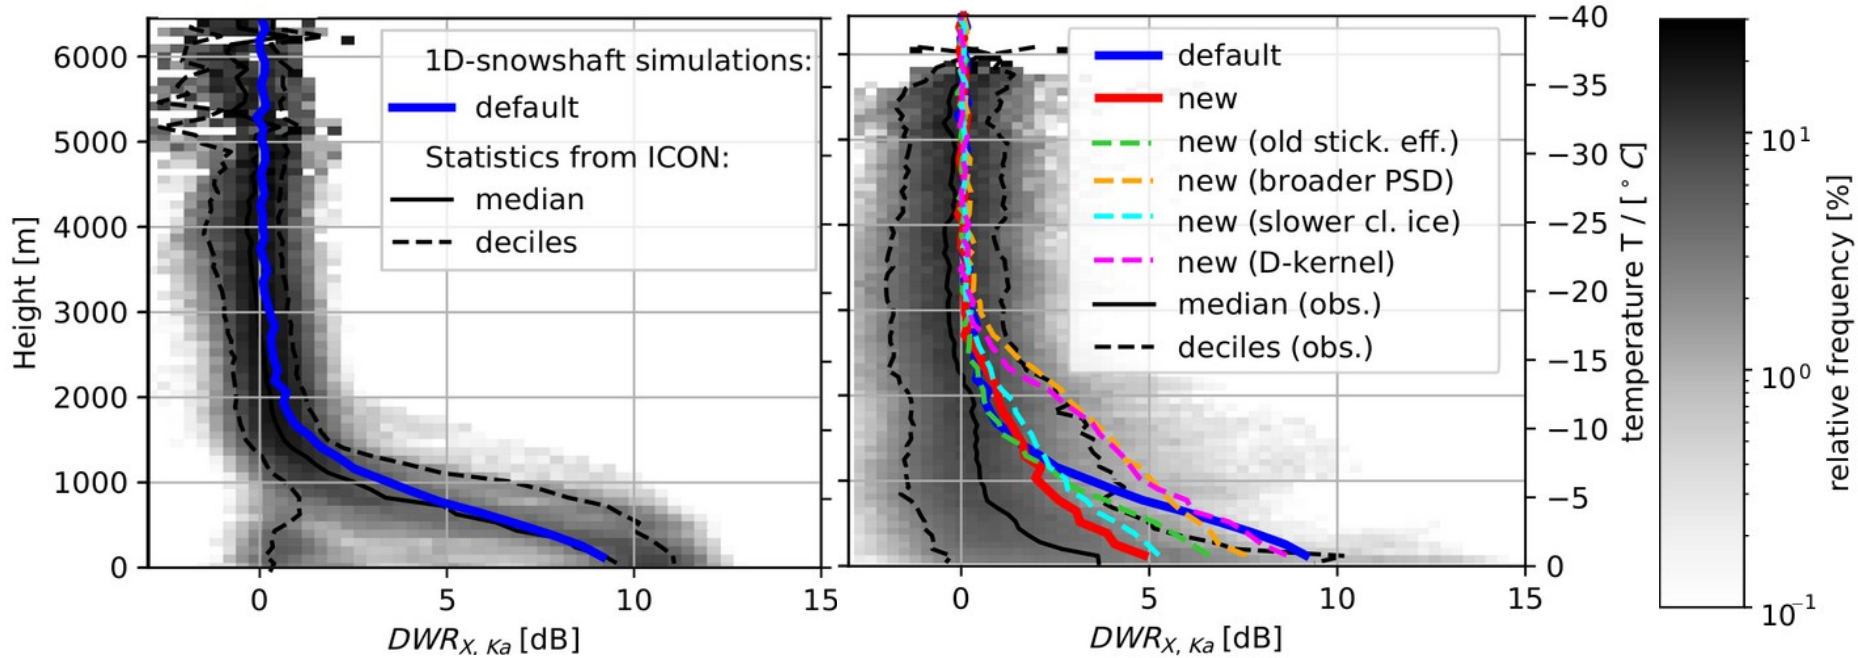 1D-snowshaft simulations:
default
Statistics from ICON:
median
deciles
6000
5000
4000
3000
2000
1000
0
Height [m]
0
5
10
15
DWR_{X, Ka} [dB]
default
new
new (old stick. eff.)
new (broader PSD)
new (slower cl. ice)
new (D-kernel)
median (obs.)
deciles (obs.)
−40
−35
−30
−25
−20
−15
−10
−5
0
temperature T / [°C]
0
5
10
15
DWR_{X, Ka} [dB]
10^1
10^0
10^{−1}
relative frequency [%]